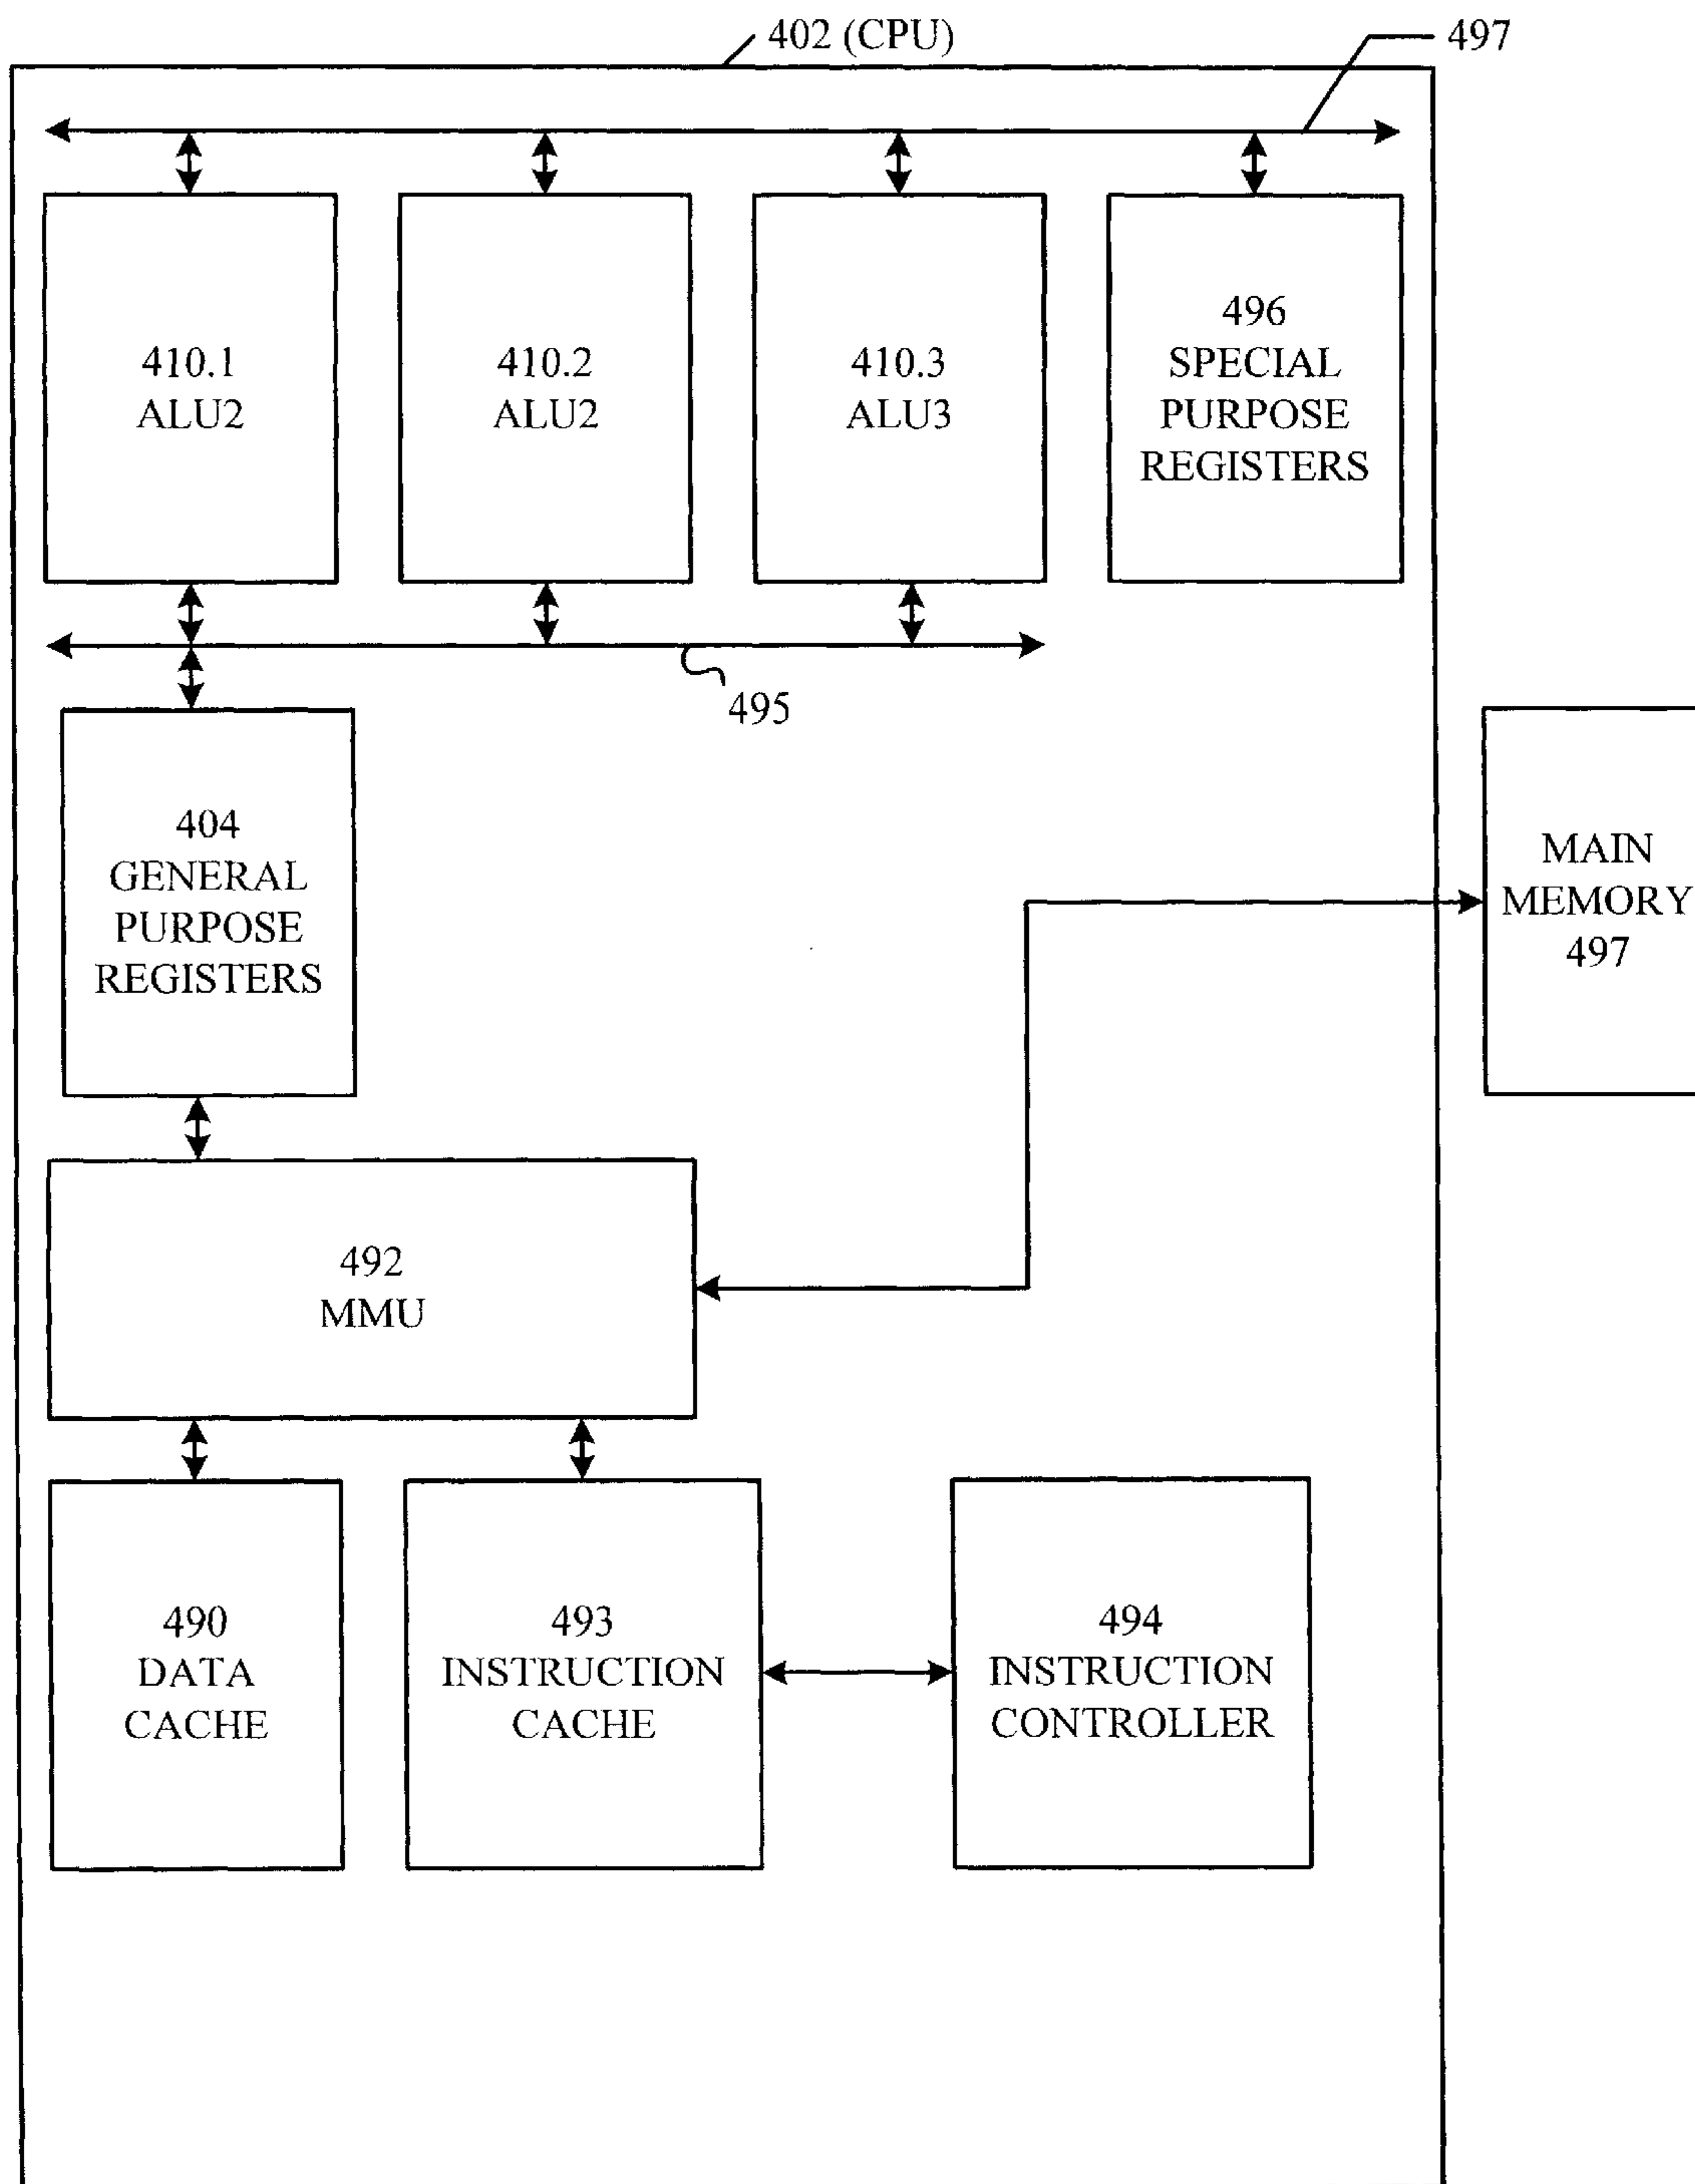 402 (CPU)
497
410.1
ALU2
410.2
ALU2
410.3
ALU3
496
SPECIAL
PURPOSE
REGISTERS
495
404
GENERAL
PURPOSE
REGISTERS
MAIN
MEMORY
497
492
MMU
490
DATA
CACHE
493
INSTRUCTION
CACHE
494
INSTRUCTION
CONTROLLER